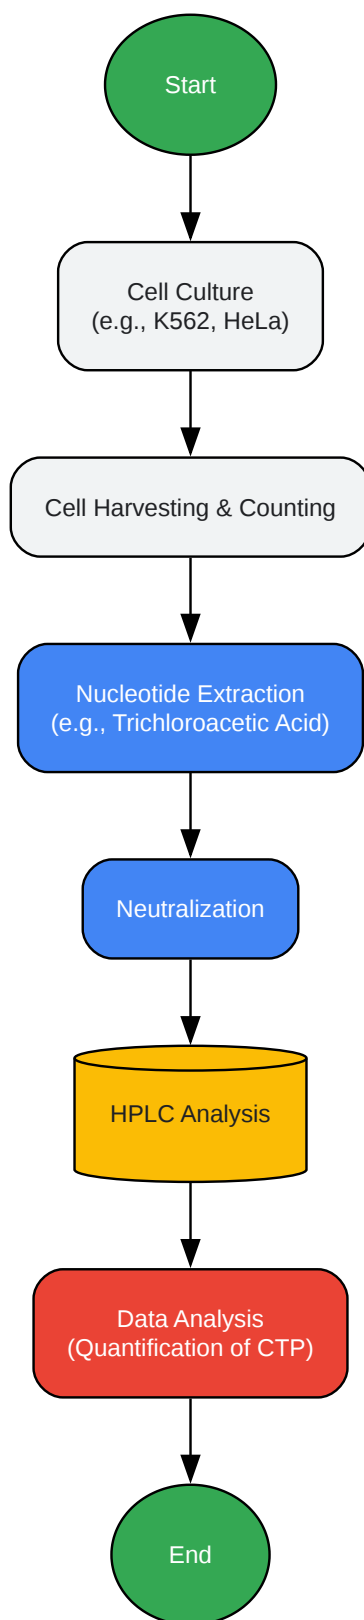 Start
Cell Culture
(e.g., K562, HeLa)
Cell Harvesting & Counting
Nucleotide Extraction
(e.g., Trichloroacetic Acid)
Neutralization
HPLC Analysis
Data Analysis
(Quantification of CTP)
End